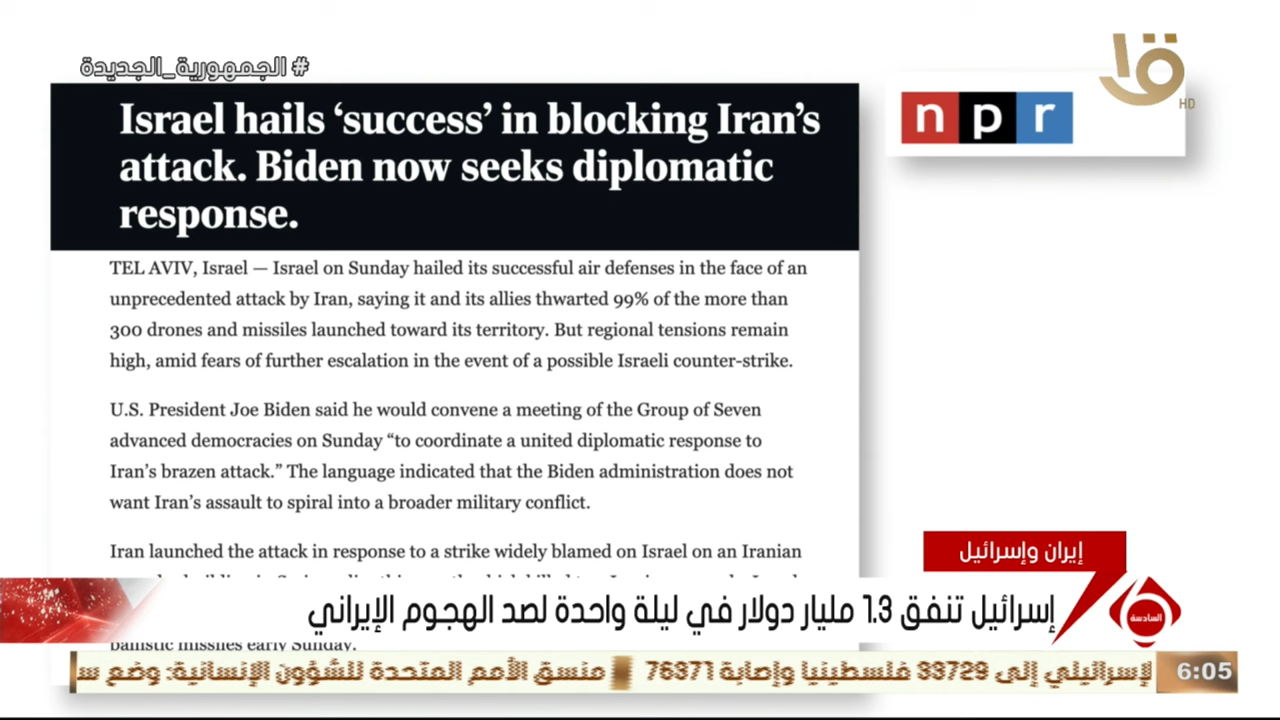 #الجمهورية_الجديدة
ten
HD
npr
Israel hails ‘success’ in blocking Iran’s
attack. Biden now seeks diplomatic
response.
TEL AVIV, Israel — Israel on Sunday hailed its successful air defenses in the face of an
unprecedented attack by Iran, saying it and its allies thwarted 99% of the more than
300 drones and missiles launched toward its territory. But regional tensions remain
high, amid fears of further escalation in the event of a possible Israeli counter-strike.
U.S. President Joe Biden said he would convene a meeting of the Group of Seven
advanced democracies on Sunday “to coordinate a united diplomatic response to
Iran’s brazen attack.” The language indicated that the Biden administration does not
want Iran’s assault to spiral into a broader military conflict.
Iran launched the attack in response to a strike widely blamed on Israel on an Iranian
ballistic missiles early Sunday.
إيران وإسرائيل
السادسة
إسرائيل تنفق 1.3 مليار دولار في ليلة واحدة لصد الهجوم الإيراني
6:05
لإسرائيلي إلى 33729 فلسطينيا وإصابة 76371 منسق الأمم المتحدة للشؤون الإنسانية: وضع س